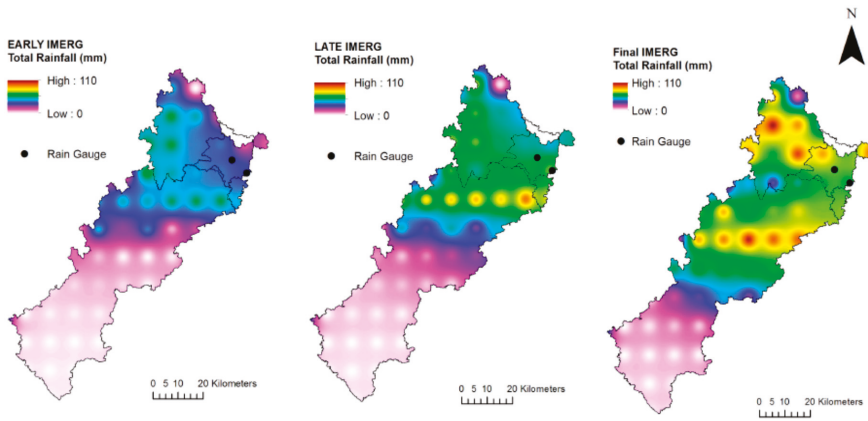 EARLY IMERG
Total Rainfall (mm)
High : 110
Low : 0
Rain Gauge
0 5 10 20 Kilometers
LATE IMERG
Total Rainfall (mm)
High : 110
Low : 0
Rain Gauge
0 5 10 20 Kilometers
Final IMERG
Total Rainfall (mm)
High : 110
Low : 0
Rain Gauge
0 5 10 20 Kilometers
N